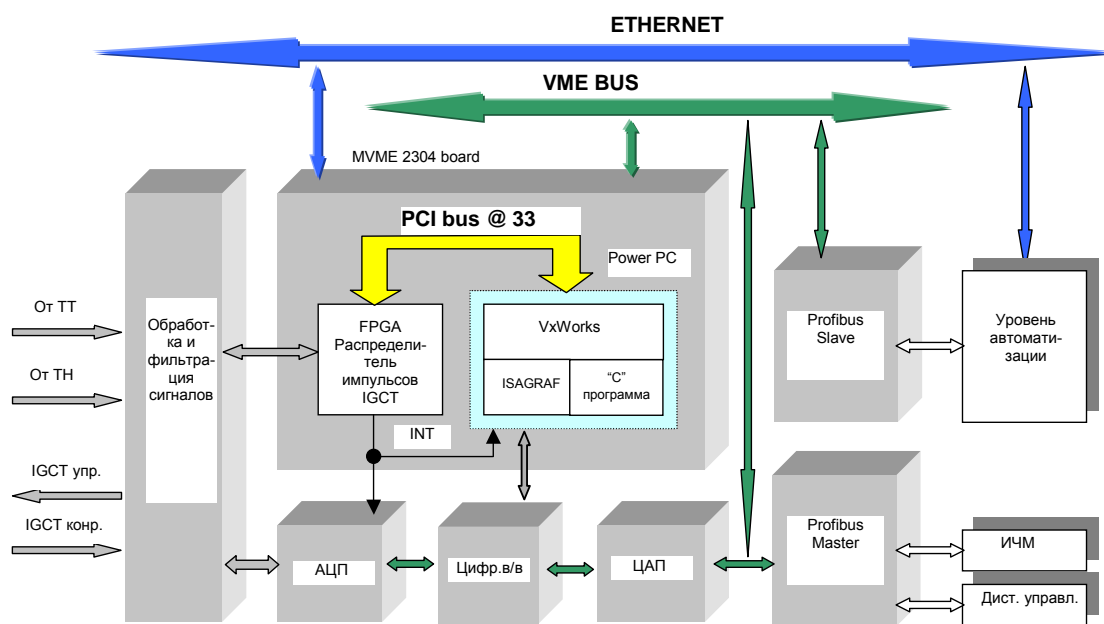 ETHERNET
VME BUS
MVME 2304 board
PCI bus @ 33
Power PC
От ТТ
От ТН
IGCT упр.
IGCT конр.
Обработ-
ка и
фильтра-
ция
сигналов
FPGA
Распредели-
тель
импульсов
IGCT
VxWorks
ISAGRAF
“C”
программа
INT
Profibus
Slave
Уровень
автомати-
зации
АЦП
Цифр.в/в
ЦАП
Profibus
Master
ИЧМ
Дист. управл.